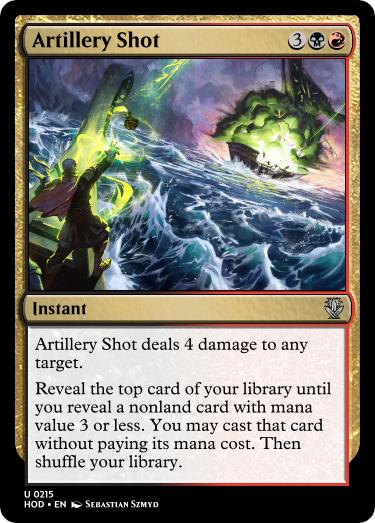 Artillery Shot 3
Instant
Artillery Shot deals 4 damage to any
target.
Reveal the top card of your library until
you reveal a nonland card with mana
value 3 or less. You may cast that card
without paying its mana cost. Then
shuffle your library.
U 0215
HOD • EN Sebastian Szmyd